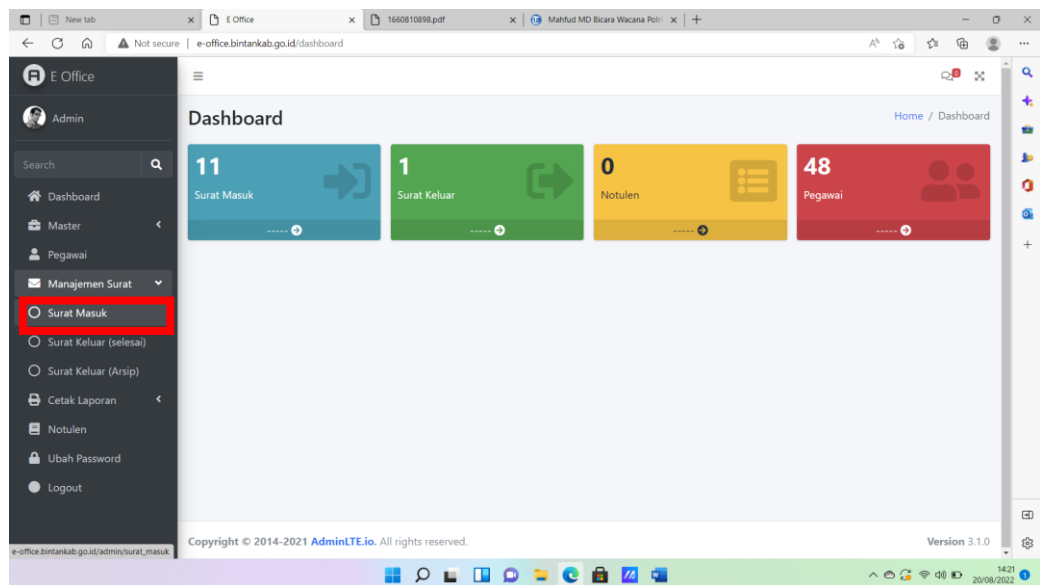 New tab
E Office
1660810898.pdf
Mahfud MD Bicara Wacana Polri
Not secure | e-office.bintankab.go.id/dashboard
E Office
Admin
Search
Dashboard
Master
Pegawai
Manajemen Surat
Surat Masuk
Surat Keluar (selesai)
Surat Keluar (Arsip)
Cetak Laporan
Notulen
Ubah Password
Logout
Dashboard
Home / Dashboard
11
Surat Masuk
-----
1
Surat Keluar
-----
0
Notulen
-----
48
Pegawai
-----
Copyright © 2014-2021 AdminLTE.io. All rights reserved.
Version 3.1.0
e-office.bintankab.go.id/admin/surat_masuk
14:21
20/08/2022